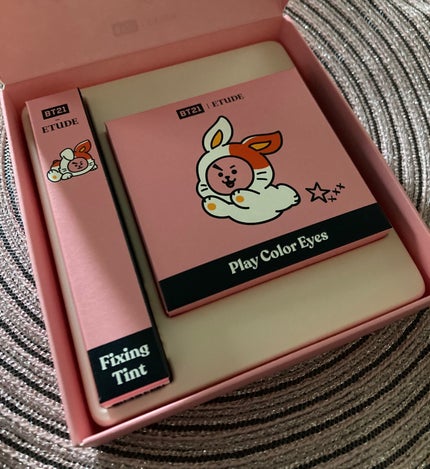 BT21
ETUDE
Fixing
Tint
BT21 | ETUDE
Play Color Eyes